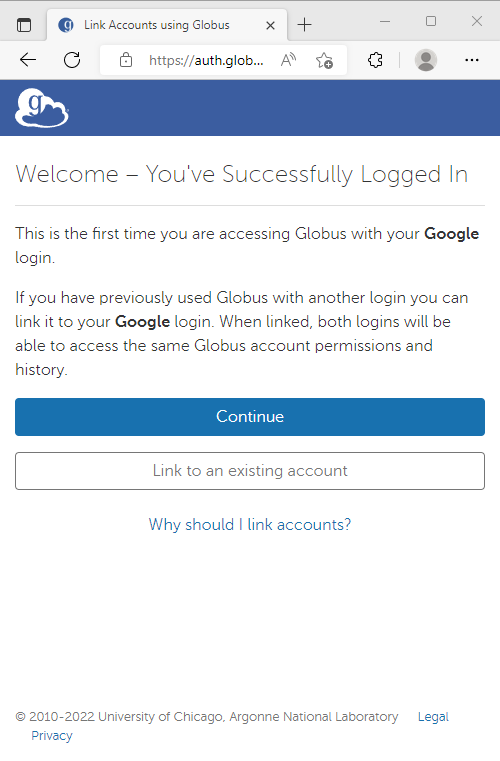 Link Accounts using Globus
https://auth.glob...
g
Welcome – You've Successfully Logged In
This is the first time you are accessing Globus with your Google
login.
If you have previously used Globus with another login you can
link it to your Google login. When linked, both logins will be
able to access the same Globus account permissions and
history.
Continue
Link to an existing account
Why should I link accounts?
© 2010-2022 University of Chicago, Argonne National Laboratory Legal
Privacy